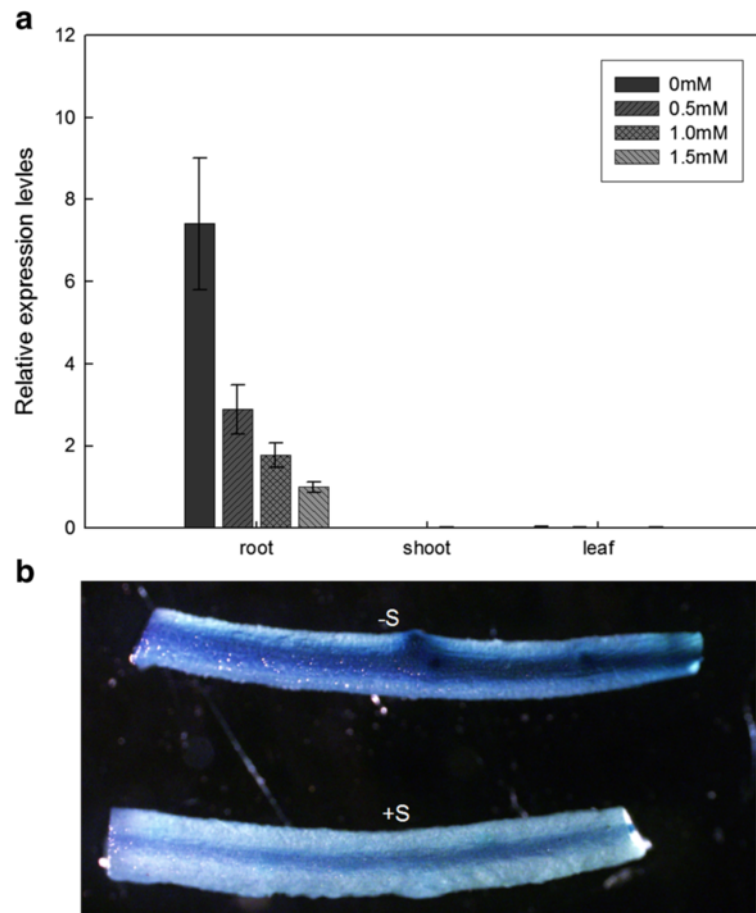 a
12
10
8
6
4
2
0
Relative expression levles
0mM
0.5mM
1.0mM
1.5mM
root shoot leaf
b
-S
+S